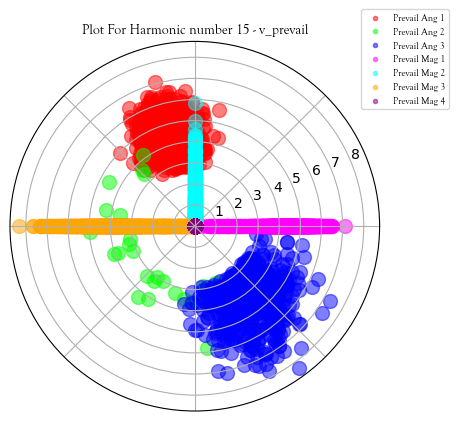 Plot For Harmonic number 15 - v_prevail
Prevail Ang 1
Prevail Ang 2
Prevail Ang 3
Prevail Mag 1
Prevail Mag 2
Prevail Mag 3
Prevail Mag 4
1
2
3
4
5
6
7
8